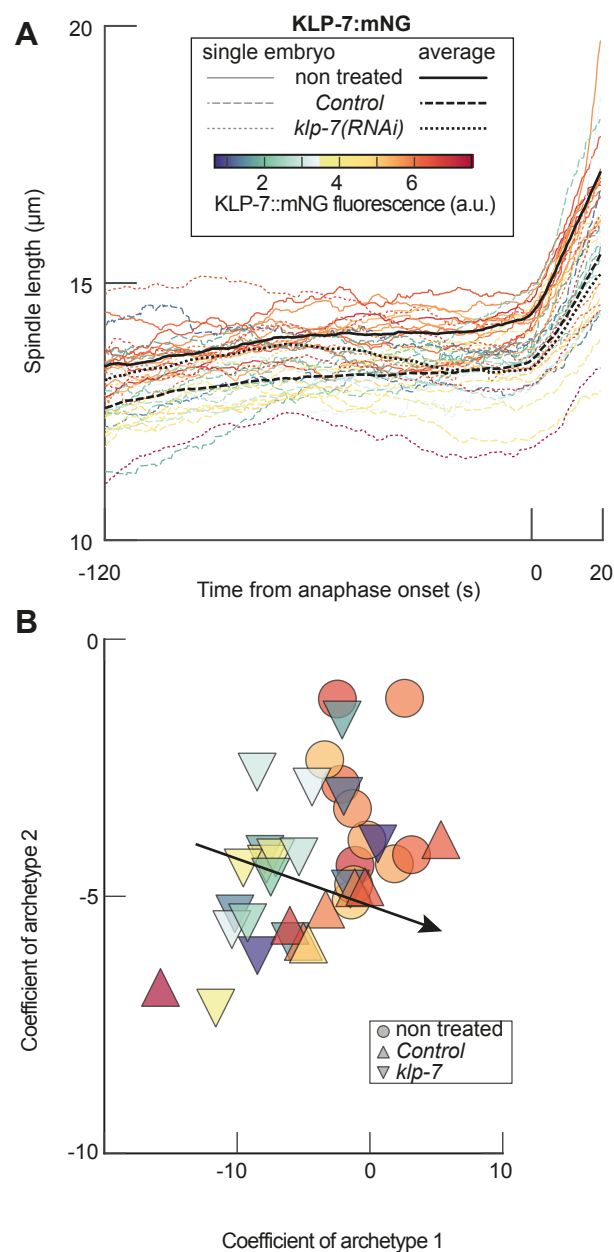 A
KLP-7:mNG
single embryo average
non treated
Control
klp-7(RNAi)
2 4 6
KLP-7::mNG fluorescence (a.u.)
20
15
10
Spindle length (µm)
-120 0 20
Time from anaphase onset (s)
B
0
-5
-10
Coefficient of archetype 2
non treated
Control
klp-7
-10 0 10
Coefficient of archetype 1